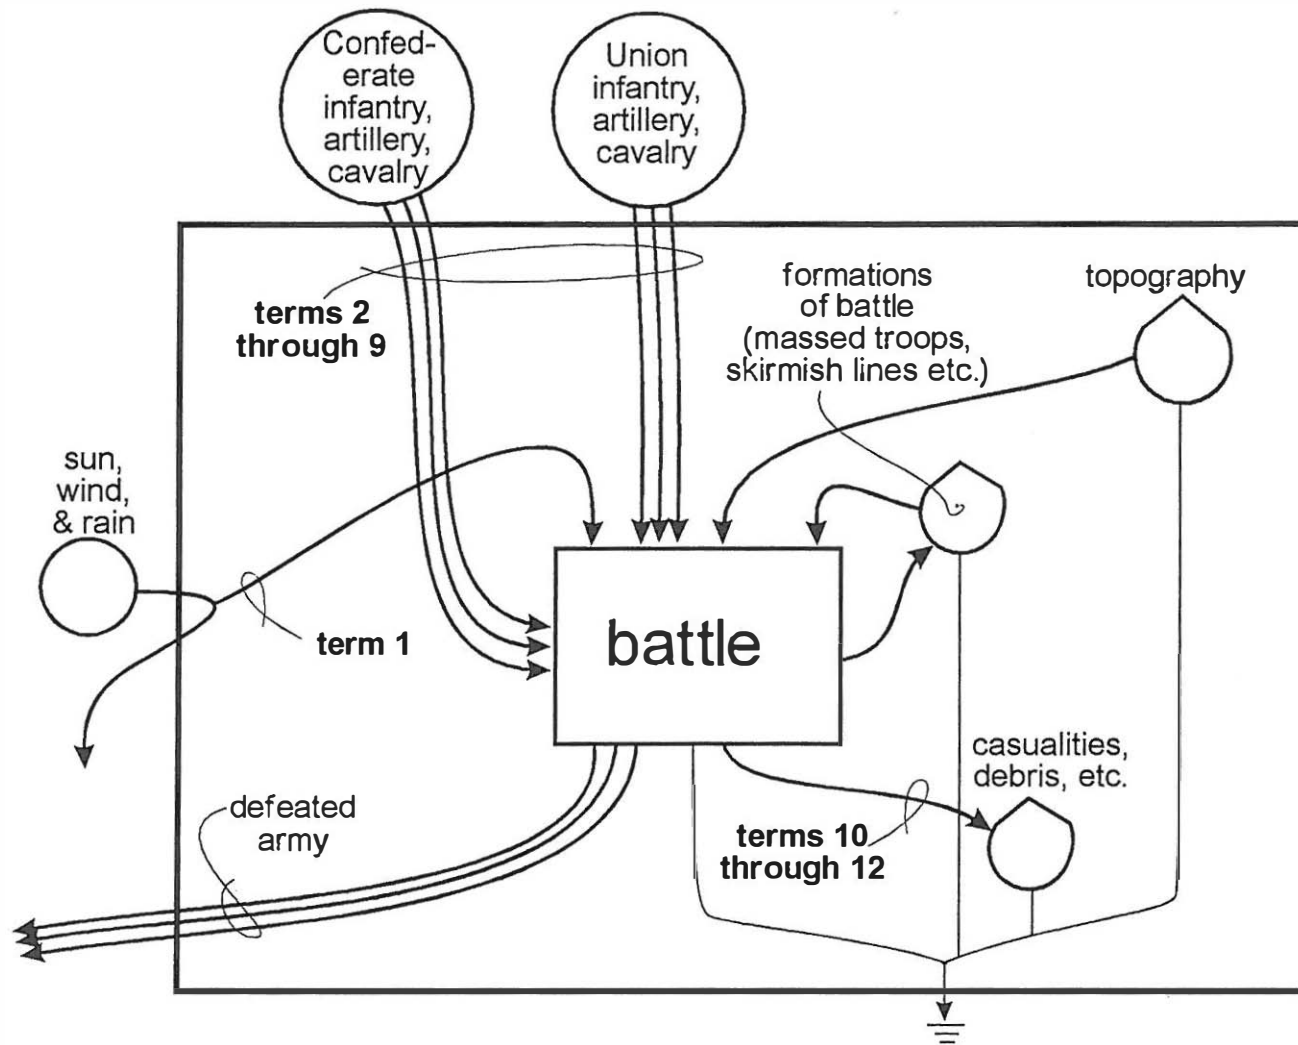 Confed-
erate
infantry,
artillery,
cavalry
Union
infantry,
artillery,
cavalry
formations
of battle
(massed troops,
skirmish lines etc.)
topography
terms 2
through 9
sun,
wind,
& rain
term 1
battle
casualities,
debris, etc.
defeated
army
terms 10
through 12